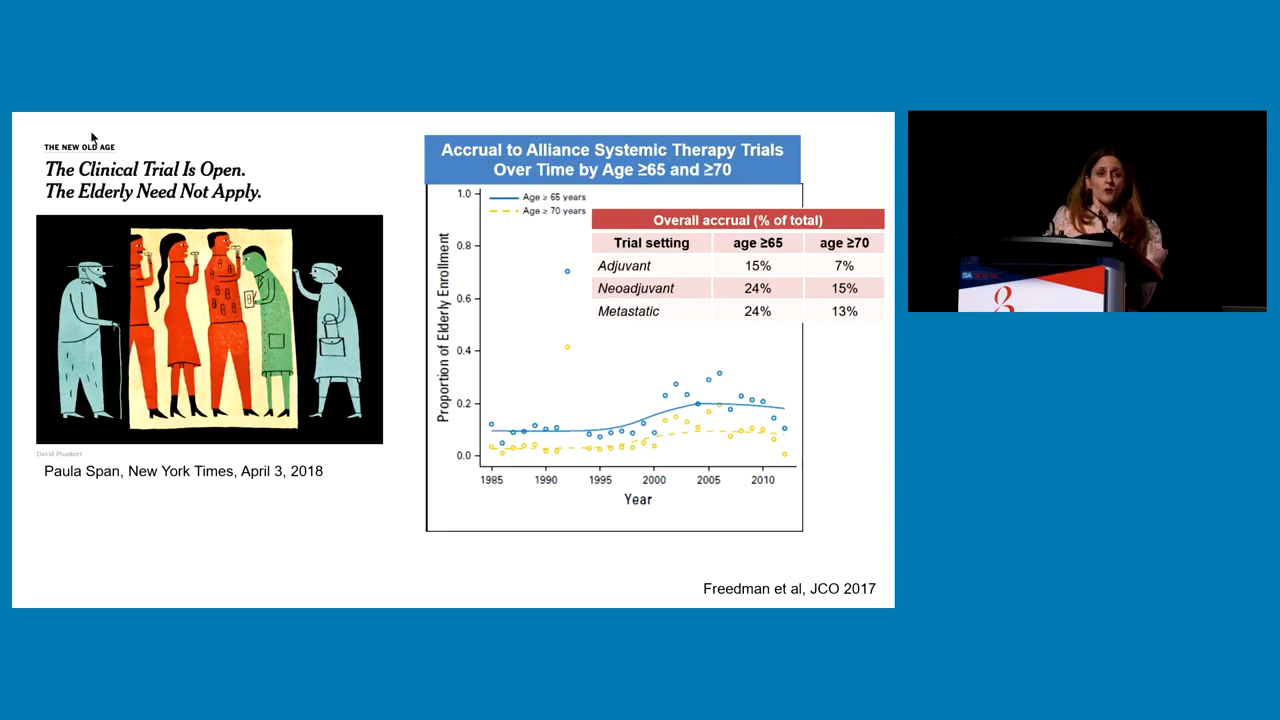 THE NEW OLD AGE
The Clinical Trial Is Open.
The Elderly Need Not Apply.
David Plunkert
Paula Span, New York Times, April 3, 2018
Accrual to Alliance Systemic Therapy Trials
Over Time by Age ≥65 and ≥70
Proportion of Elderly Enrollment
1.0
0.8
0.6
0.4
0.2
0.0
Age ≥ 65 years
Age ≥ 70 years
Overall accrual (% of total)
Trial setting age ≥65 age ≥70
Adjuvant 15% 7%
Neoadjuvant 24% 15%
Metastatic 24% 13%
1985 1990 1995 2000 2005 2010
Year
Freedman et al, JCO 2017